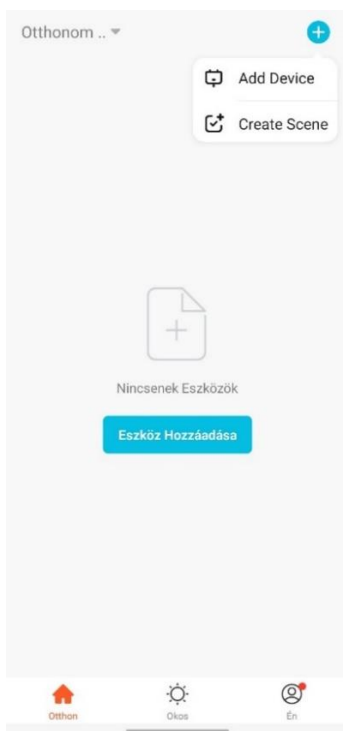 Otthonom ..
Add Device
Create Scene
Nincsenek Eszközök
Eszköz Hozzáadása
Otthon
Okos
Én